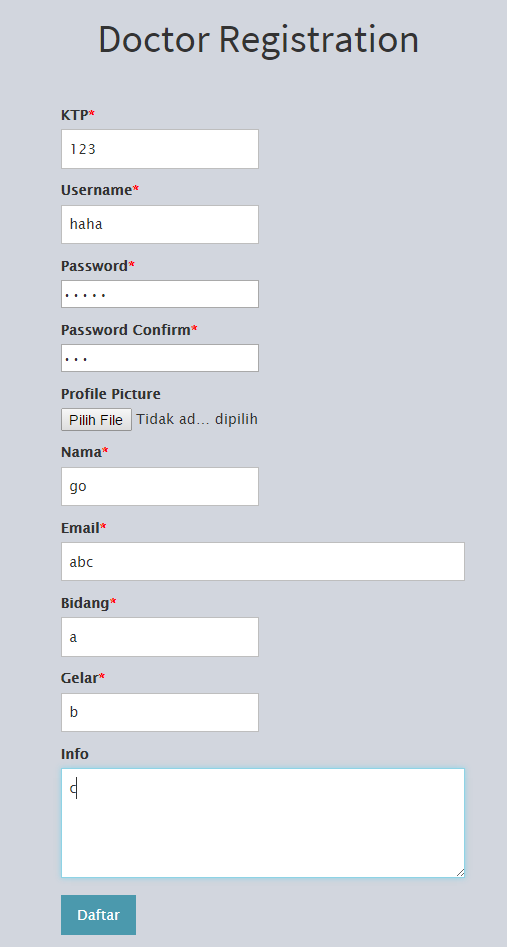 Doctor Registration
KTP*
123
Username*
haha
Password*
•••••
Password Confirm*
•••
Profile Picture
Pilih File Tidak ad... dipilih
Nama*
go
Email*
abc
Bidang*
a
Gelar*
b
Info
c
Daftar